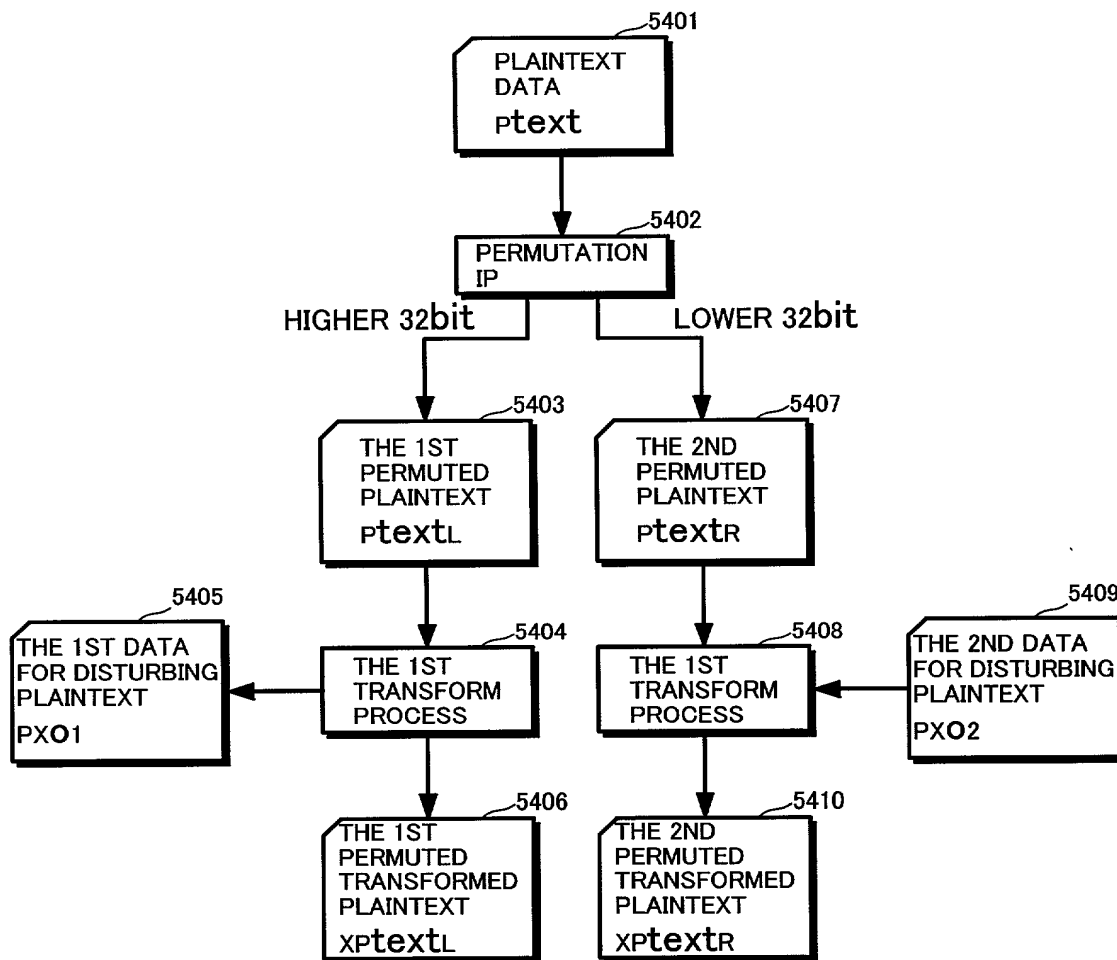 5401
PLAINTEXT
DATA
Ptext
5402
PERMUTATION
IP
HIGHER 32bit
LOWER 32bit
5403
THE 1ST
PERMUTED
PLAINTEXT
PtextL
5407
THE 2ND
PERMUTED
PLAINTEXT
PtextR
5405
THE 1ST DATA
FOR DISTURBING
PLAINTEXT
PXO1
5404
THE 1ST
TRANSFORM
PROCESS
5408
THE 1ST
TRANSFORM
PROCESS
5409
THE 2ND DATA
FOR DISTURBING
PLAINTEXT
PXO2
5406
THE 1ST
PERMUTED
TRANSFORMED
PLAINTEXT
XPtextL
5410
THE 2ND
PERMUTED
TRANSFORMED
PLAINTEXT
XPtextR